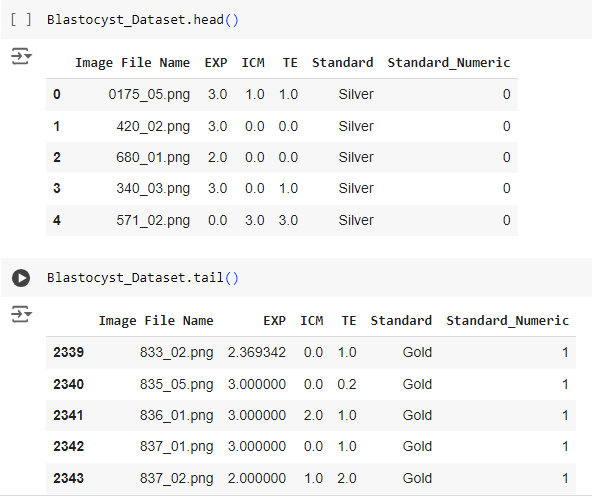 [ ] Blastocyst_Dataset.head()
Image File Name EXP ICM TE Standard Standard_Numeric
0 0175_05.png 3.0 1.0 1.0 Silver 0
1 420_02.png 3.0 0.0 0.0 Silver 0
2 680_01.png 2.0 0.0 0.0 Silver 0
3 340_03.png 3.0 0.0 1.0 Silver 0
4 571_02.png 0.0 3.0 3.0 Silver 0
Blastocyst_Dataset.tail()
Image File Name EXP ICM TE Standard Standard_Numeric
2339 833_02.png 2.369342 0.0 1.0 Gold 1
2340 835_05.png 3.000000 0.0 0.2 Gold 1
2341 836_01.png 3.000000 2.0 1.0 Gold 1
2342 837_01.png 3.000000 0.0 1.0 Gold 1
2343 837_02.png 2.000000 1.0 2.0 Gold 1